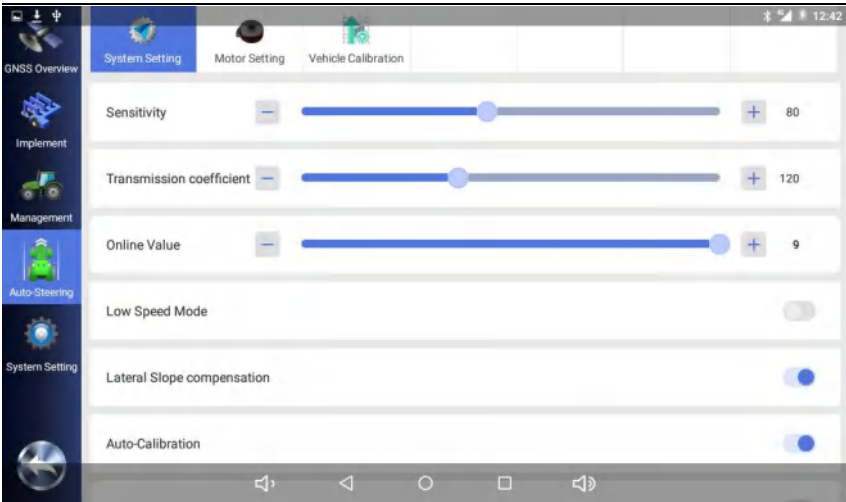 12:42
GNSS Overview
Implement
Management
Auto-Steering
System Setting
System Setting
Motor Setting
Vehicle Calibration
Sensitivity
80
Transmission coefficient
120
Online Value
9
Low Speed Mode
Lateral Slope compensation
Auto-Calibration